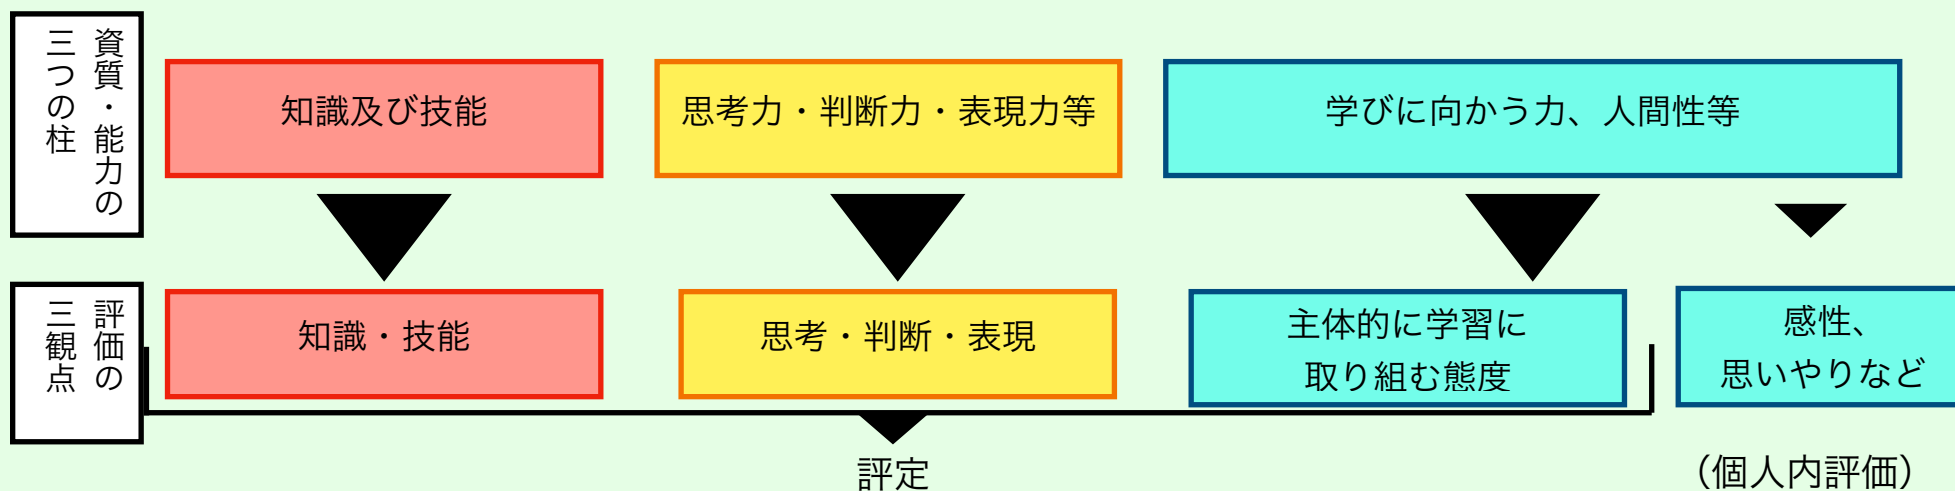 資質・能力の
三つの柱
知識及び技能
思考力・判断力・表現力等
学びに向かう力、人間性等
評価の
三観点
知識・技能
思考・判断・表現
主体的に学習に
取り組む態度
感性、
思いやりなど
評定
（個人内評価）